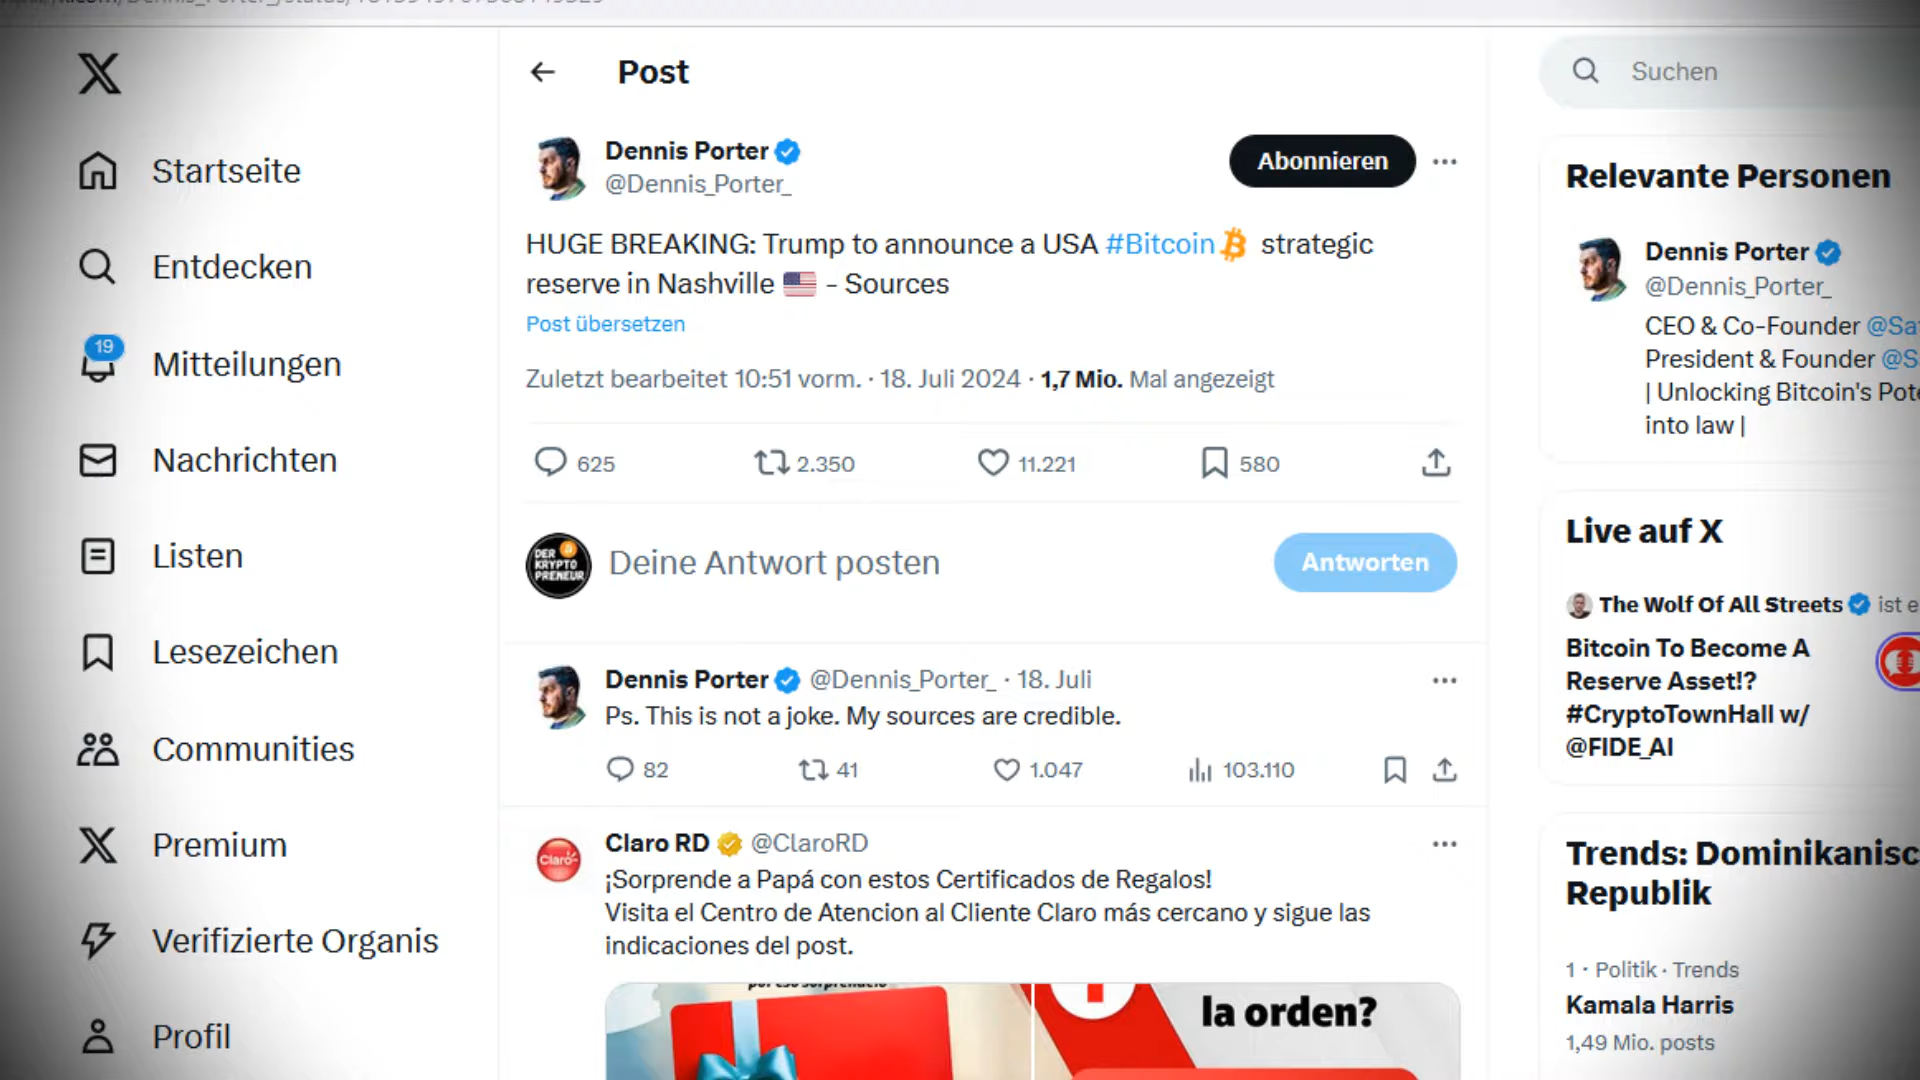 Post
Suchen
Startseite
Entdecken
19
Mitteilungen
Nachrichten
Listen
Lesezeichen
Communities
Premium
Verifizierte Organis
Profil
Dennis Porter
@Dennis_Porter_
Abonnieren
HUGE BREAKING: Trump to announce a USA #Bitcoin strategic
reserve in Nashville - Sources
Post übersetzen
Zuletzt bearbeitet 10:51 vorm. · 18. Juli 2024 · 1,7 Mio. Mal angezeigt
625 2.350 11.221 580
DER
KRYPTO
PRENEUR
Deine Antwort posten
Antworten
Dennis Porter @Dennis_Porter_ · 18. Juli
Ps. This is not a joke. My sources are credible.
82 41 1.047 103.110
Claro RD @ClaroRD
Claro
¡Sorprende a Papá con estos Certificados de Regalos!
Visita el Centro de Atencion al Cliente Claro más cercano y sigue las
indicaciones del post.
la orden?
Relevante Personen
Dennis Porter
@Dennis_Porter_
CEO & Co-Founder @Sa
President & Founder @S
| Unlocking Bitcoin's Pot
into law |
Live auf X
The Wolf Of All Streets ist e
Bitcoin To Become A
Reserve Asset!?
#CryptoTownHall w/
@FIDE_AI
Trends: Dominikanisc
Republik
1 · Politik · Trends
Kamala Harris
1,49 Mio. posts